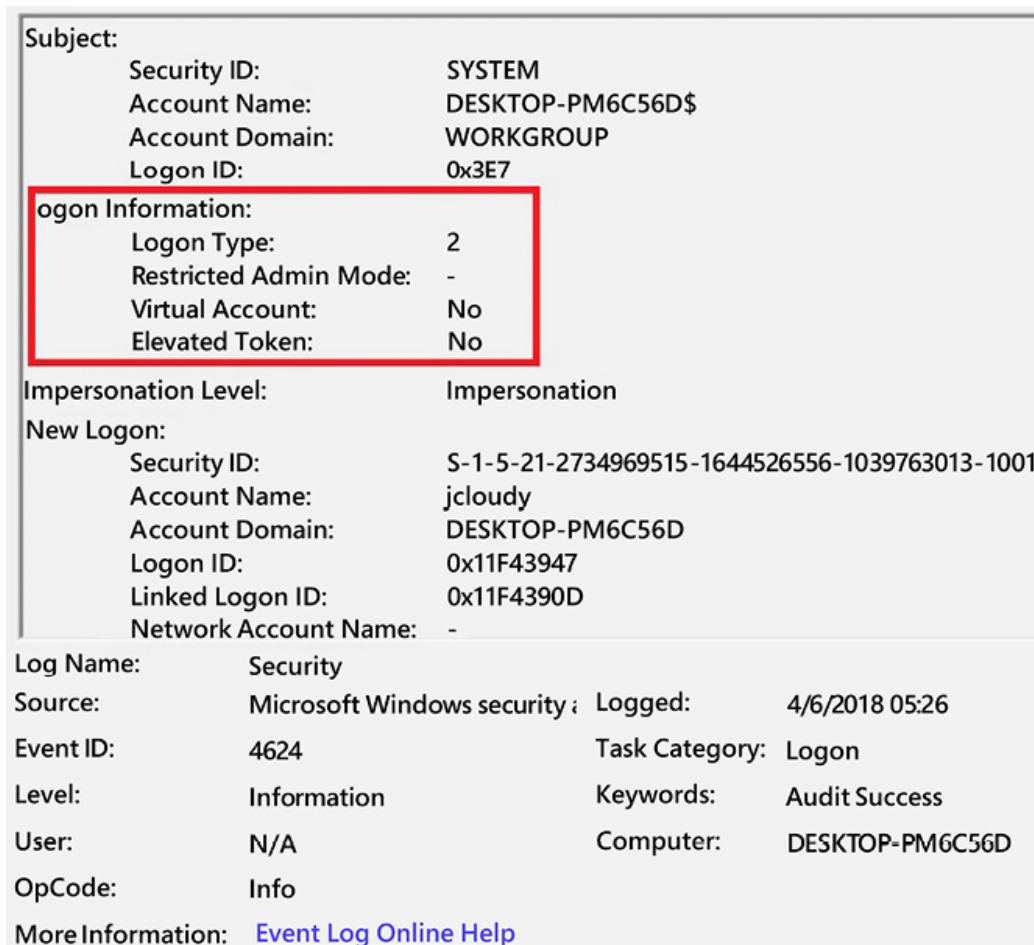 Subject:
Security ID: SYSTEM
Account Name: DESKTOP-PM6C56D$
Account Domain: WORKGROUP
Logon ID: 0x3E7
ogon Information:
Logon Type: 2
Restricted Admin Mode: -
Virtual Account: No
Elevated Token: No
Impersonation Level: Impersonation
New Logon:
Security ID: S-1-5-21-2734969515-1644526556-1039763013-1001
Account Name: jcloudy
Account Domain: DESKTOP-PM6C56D
Logon ID: 0x11F43947
Linked Logon ID: 0x11F4390D
Network Account Name: -
Log Name: Security
Source: Microsoft Windows security Logged: 4/6/2018 05:26
Event ID: 4624 Task Category: Logon
Level: Information Keywords: Audit Success
User: N/A Computer: DESKTOP-PM6C56D
OpCode: Info
More Information: Event Log Online Help